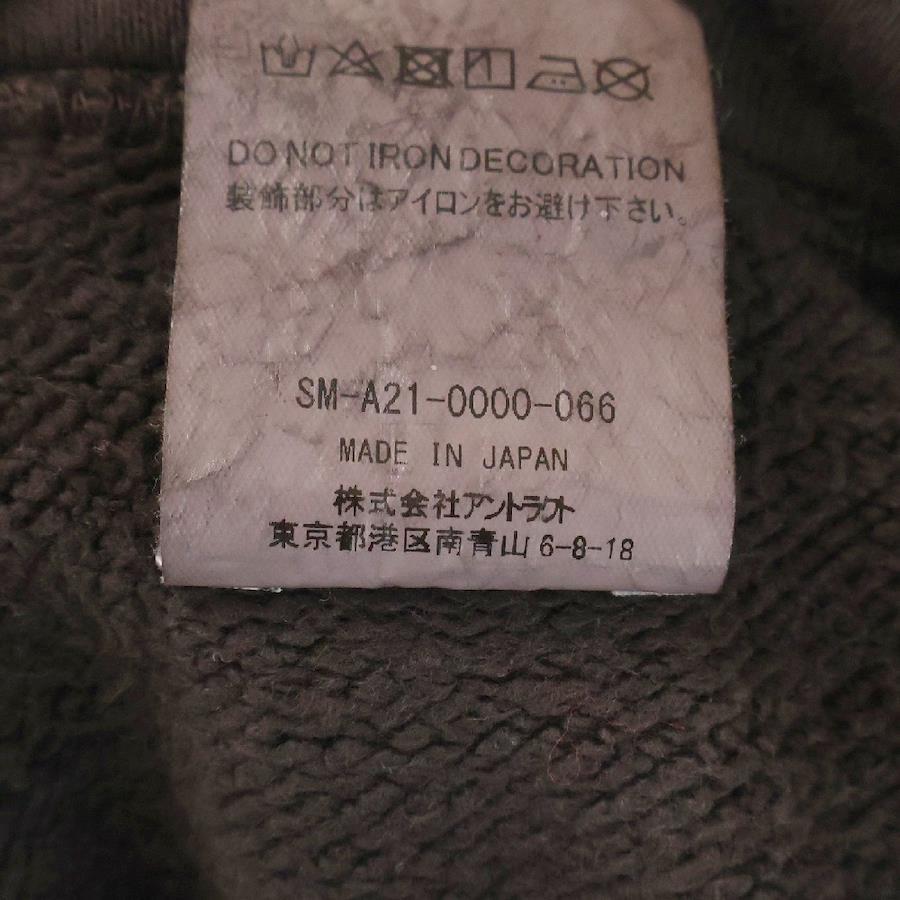 DO NOT IRON DECORATION
装飾部分はアイロンをお避け下さい。
SM-A21-0000-066
MADE IN JAPAN
株式会社アントラクト
東京都港区南青山 6-8-18